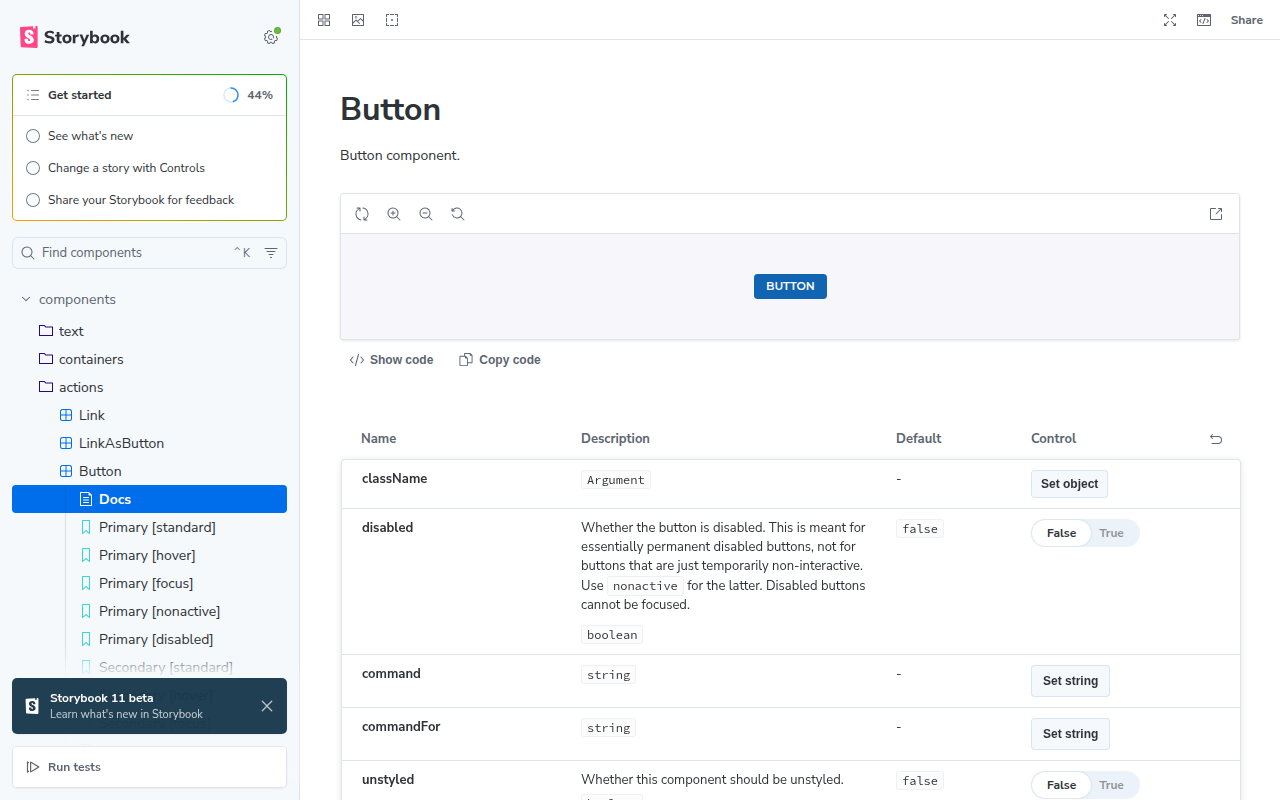 Storybook
Get started
44%
See what's new
Change a story with Controls
Share your Storybook for feedback
Find components
^ K
components
text
containers
actions
Link
LinkAsButton
Button
Docs
Primary [standard]
Primary [hover]
Primary [focus]
Primary [nonactive]
Primary [disabled]
Secondary [standard]
Storybook 11 beta
Learn what's new in Storybook
Run tests
Share
Button
Button component.
BUTTON
Show code
Copy code
Name Description Default Control
className Argument - Set object
disabled Whether the button is disabled. This is meant for false False True
essentially permanent disabled buttons, not for
buttons that are just temporarily non-interactive.
Use nonactive for the latter. Disabled buttons
cannot be focused.
boolean
command string - Set string
commandFor string - Set string
unstyled Whether this component should be unstyled. false False True